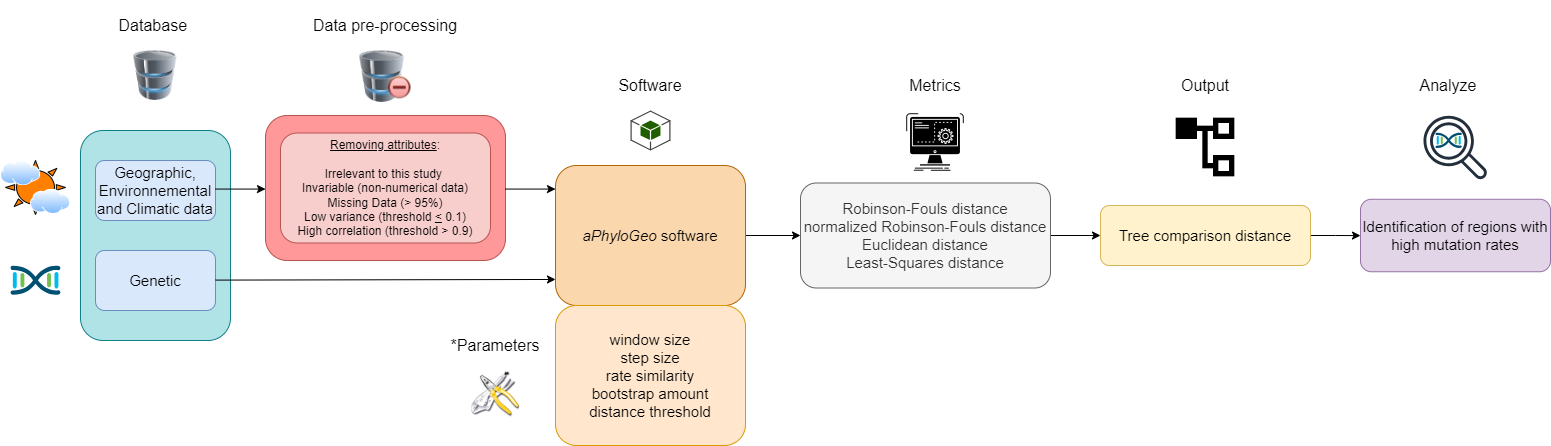 Database
Data pre-processing
Software
Metrics
Output
Analyze
Geographic,
Environnemental
and Climatic data
Genetic
Removing attributes:
Irrelevant to this study
Invariable (non-numerical data)
Missing Data (> 95%)
Low variance (threshold ≤ 0.1)
High correlation (threshold > 0.9)
aPhyloGeo software
*Parameters
window size
step size
rate similarity
bootstrap amount
distance threshold
Robinson-Fouls distance
normalized Robinson-Fouls distance
Euclidean distance
Least-Squares distance
Tree comparison distance
Identification of regions with
high mutation rates